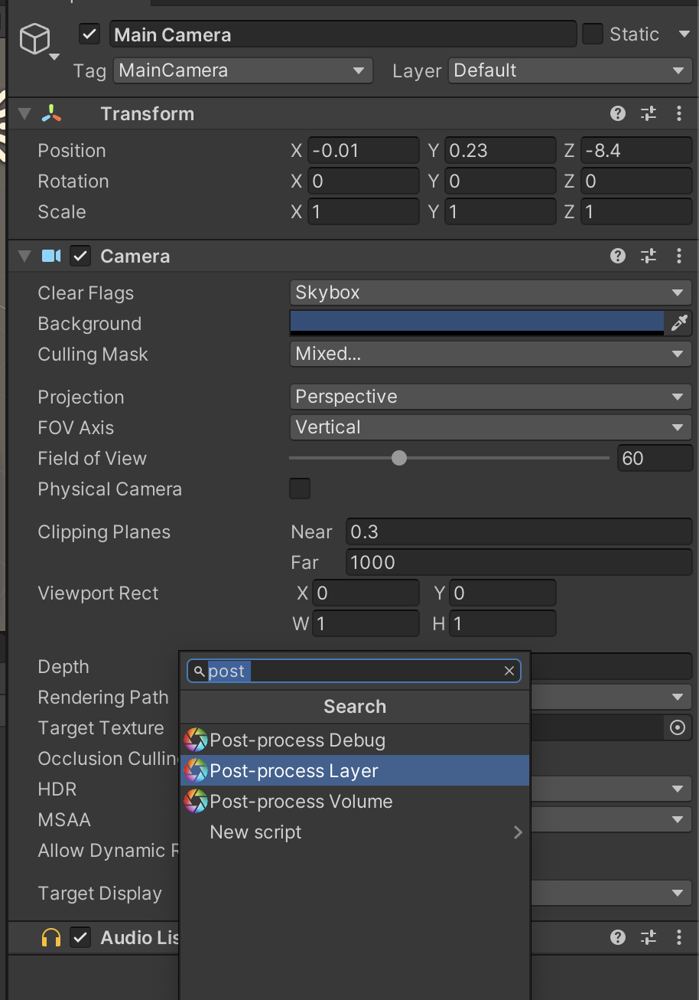 Main Camera Static
Tag MainCamera Layer Default
Transform
Position X -0.01 Y 0.23 Z -8.4
Rotation X 0 Y 0 Z 0
Scale X 1 Y 1 Z 1
Camera
Clear Flags Skybox
Background
Culling Mask Mixed...
Projection Perspective
FOV Axis Vertical
Field of View 60
Physical Camera
Clipping Planes Near 0.3
Far 1000
Viewport Rect X 0 Y 0
W 1 H 1
Depth
Rendering Path
Target Texture
Occlusion Cullin
HDR
MSAA
Allow Dynamic R
Target Display
Audio Lis
post
Search
Post-process Debug
Post-process Layer
Post-process Volume
New script